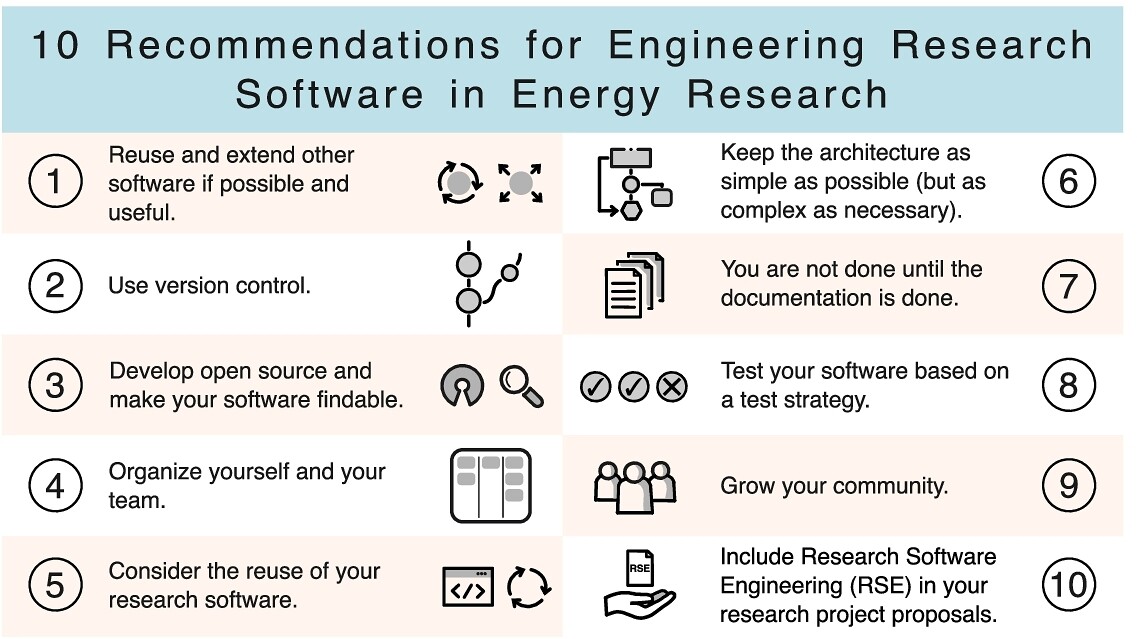 10 Recommendations for Engineering Research
Software in Energy Research
1
Reuse and extend other
software if possible and
useful.
2
Use version control.
3
Develop open source and
make your software findable.
4
Organize yourself and your
team.
5
Consider the reuse of your
research software.
</>
Keep the architecture as
simple as possible (but as
complex as necessary).
6
You are not done until the
documentation is done.
7
Test your software based on
a test strategy.
8
Grow your community.
9
RSE
Include Research Software
Engineering (RSE) in your
research project proposals.
10